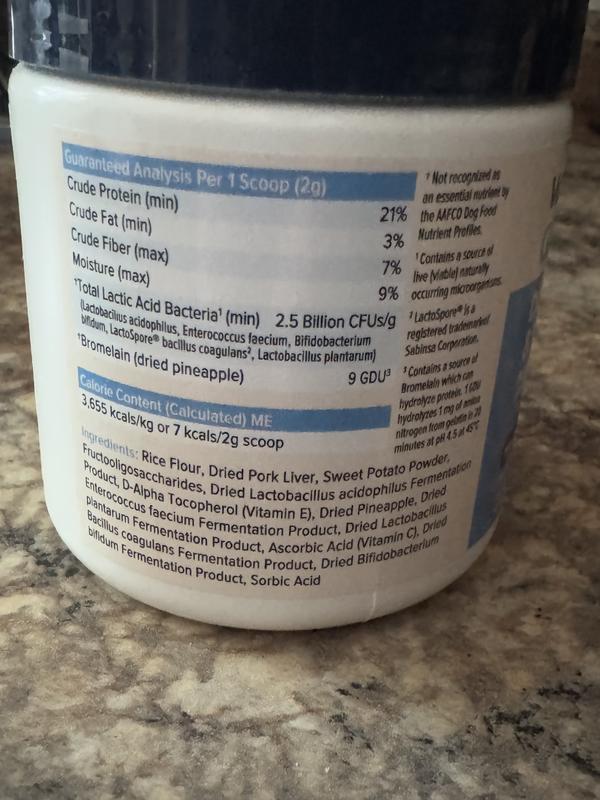 Guaranteed Analysis Per 1 Scoop (2g)
Crude Protein (min) 21%
Crude Fat (min) 3%
Crude Fiber (max) 7%
Moisture (max) 9%
†Total Lactic Acid Bacteria¹ (min) 2.5 Billion CFUs/g
(Lactobacilus acidophilus, Enterococcus faecium, Bifidobacterium
bifidum, LactoSpore® bacillus coagulans², Lactobacillus plantarum)
†Bromelain (dried pineapple) 9 GDU³
Calorie Content (Calculated) ME
3,655 kcals/kg or 7 kcals/2g scoop
Ingredients: Rice Flour, Dried Pork Liver, Sweet Potato Powder,
Fructooligosaccharides, Dried Lactobacillus acidophilus Fermentation
Product, D-Alpha Tocopherol (Vitamin E), Dried Pineapple, Dried
Enterococcus faecium Fermentation Product, Dried Lactobacillus
plantarum Fermentation Product, Ascorbic Acid (Vitamin C), Dried
Bacillus coagulans Fermentation Product, Dried Bifidobacterium
bifidum Fermentation Product, Sorbic Acid
† Not recognized as
an essential nutrient by
the AAFCO Dog Food
Nutrient Profiles.
¹ Contains a source of
live (viable) naturally
occurring microorganisms.
² LactoSpore® is a
registered trademark of
Sabinsa Corporation.
³ Contains a source of
Bromelain which can
hydrolyze protein. 1 GDU
hydrolyzes 1 mg of amino
nitrogen from gelatin in 20
minutes at pH 4.5 at 45°C